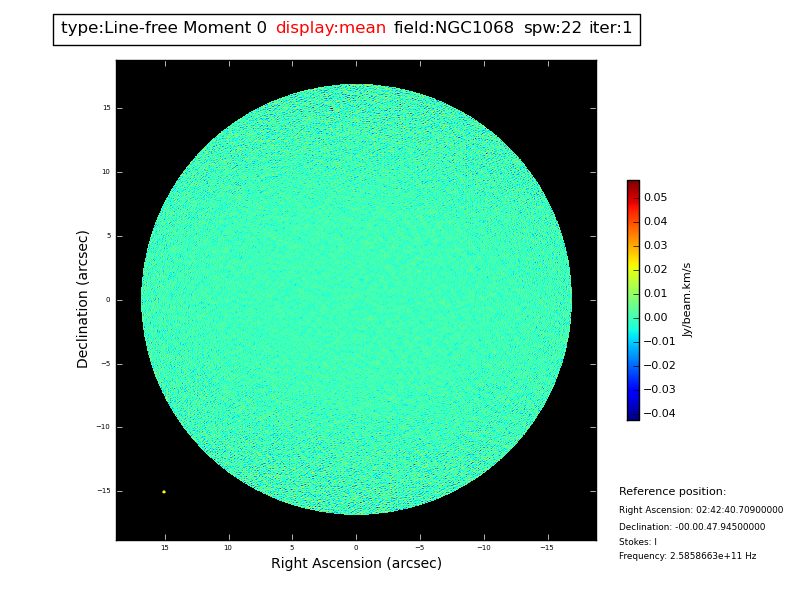 type:Line-free Moment 0 display:mean field:NGC1068 spw:22 iter:1
15
10
5
0
−5
−10
−15
Declination (arcsec)
15 10 5 0 −5 −10 −15
Right Ascension (arcsec)
0.05
0.04
0.03
0.02
0.01
0.00
−0.01
−0.02
−0.03
−0.04
Jy/beam.km/s
Reference position:
Right Ascension: 02:42:40.70900000
Declination: -00.00.47.94500000
Stokes: I
Frequency: 2.5858663e+11 Hz